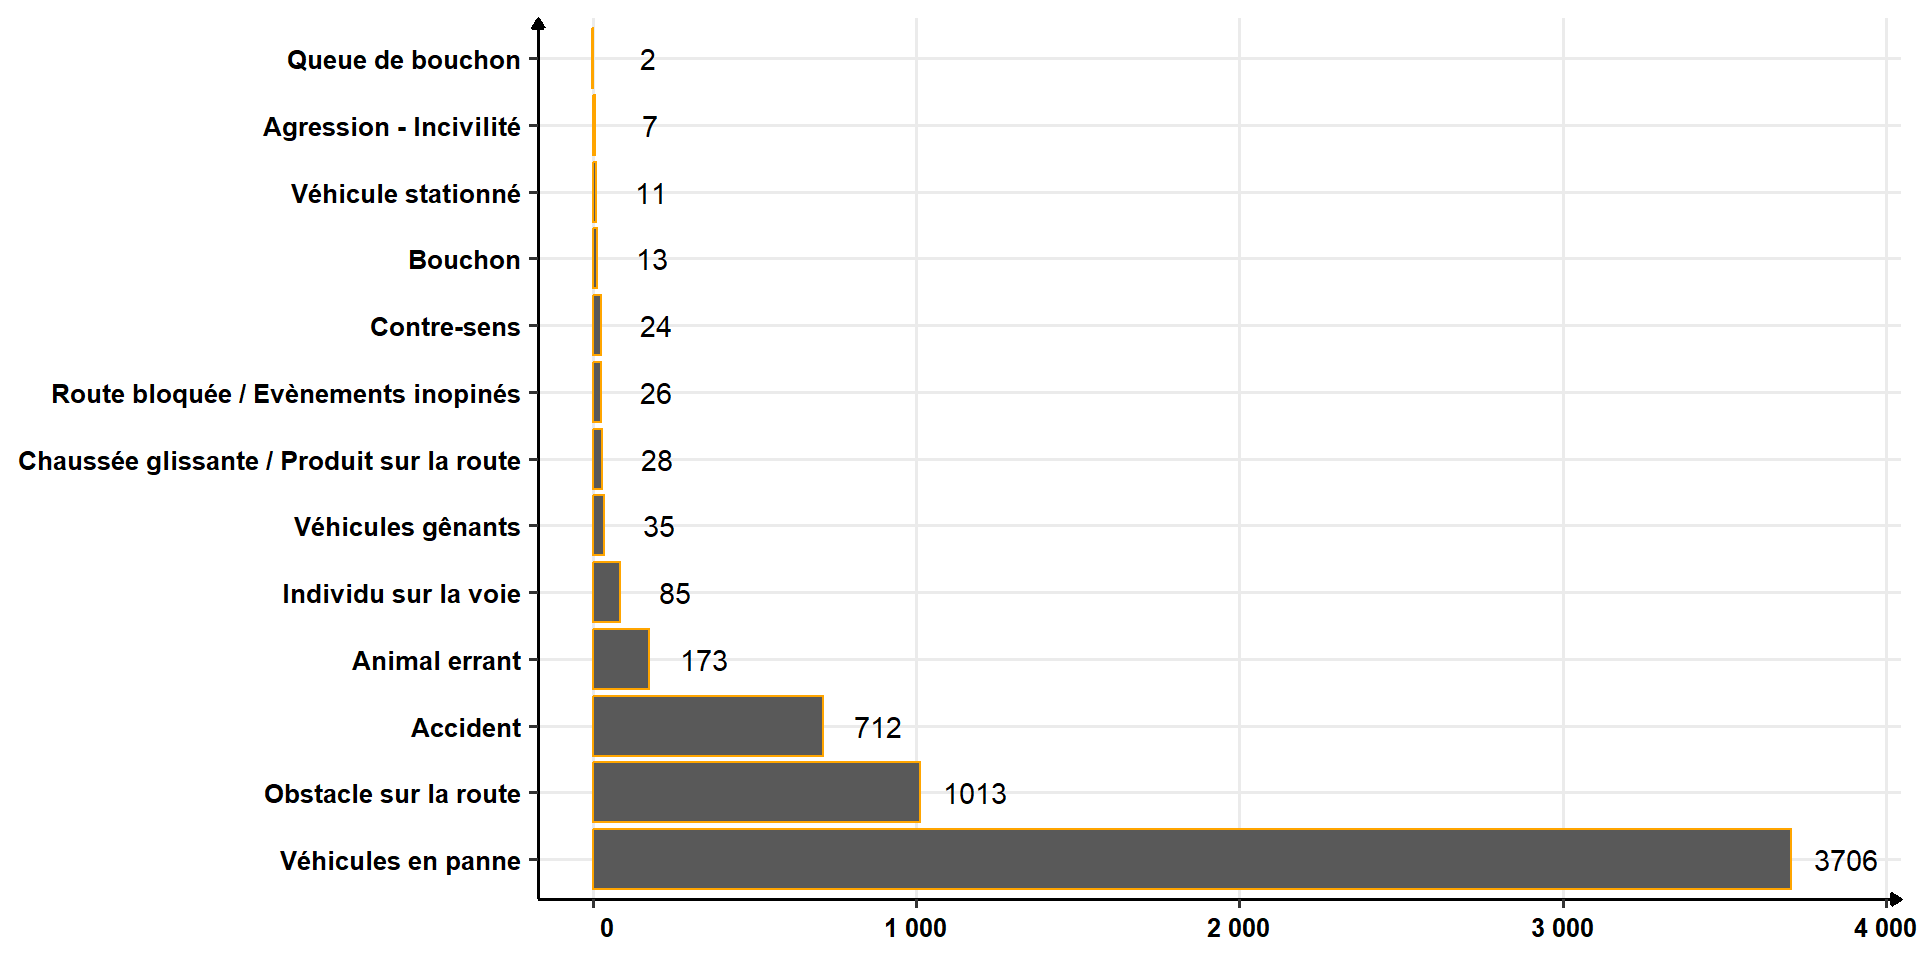 Queue de bouchon 2
Agression - Incivilité 7
Véhicule stationné 11
Bouchon 13
Contre-sens 24
Route bloquée / Evènements inopinés 26
Chaussée glissante / Produit sur la route 28
Véhicules gênants 35
Individu sur la voie 85
Animal errant 173
Accident 712
Obstacle sur la route 1013
Véhicules en panne 3706
0 1 000 2 000 3 000 4 000